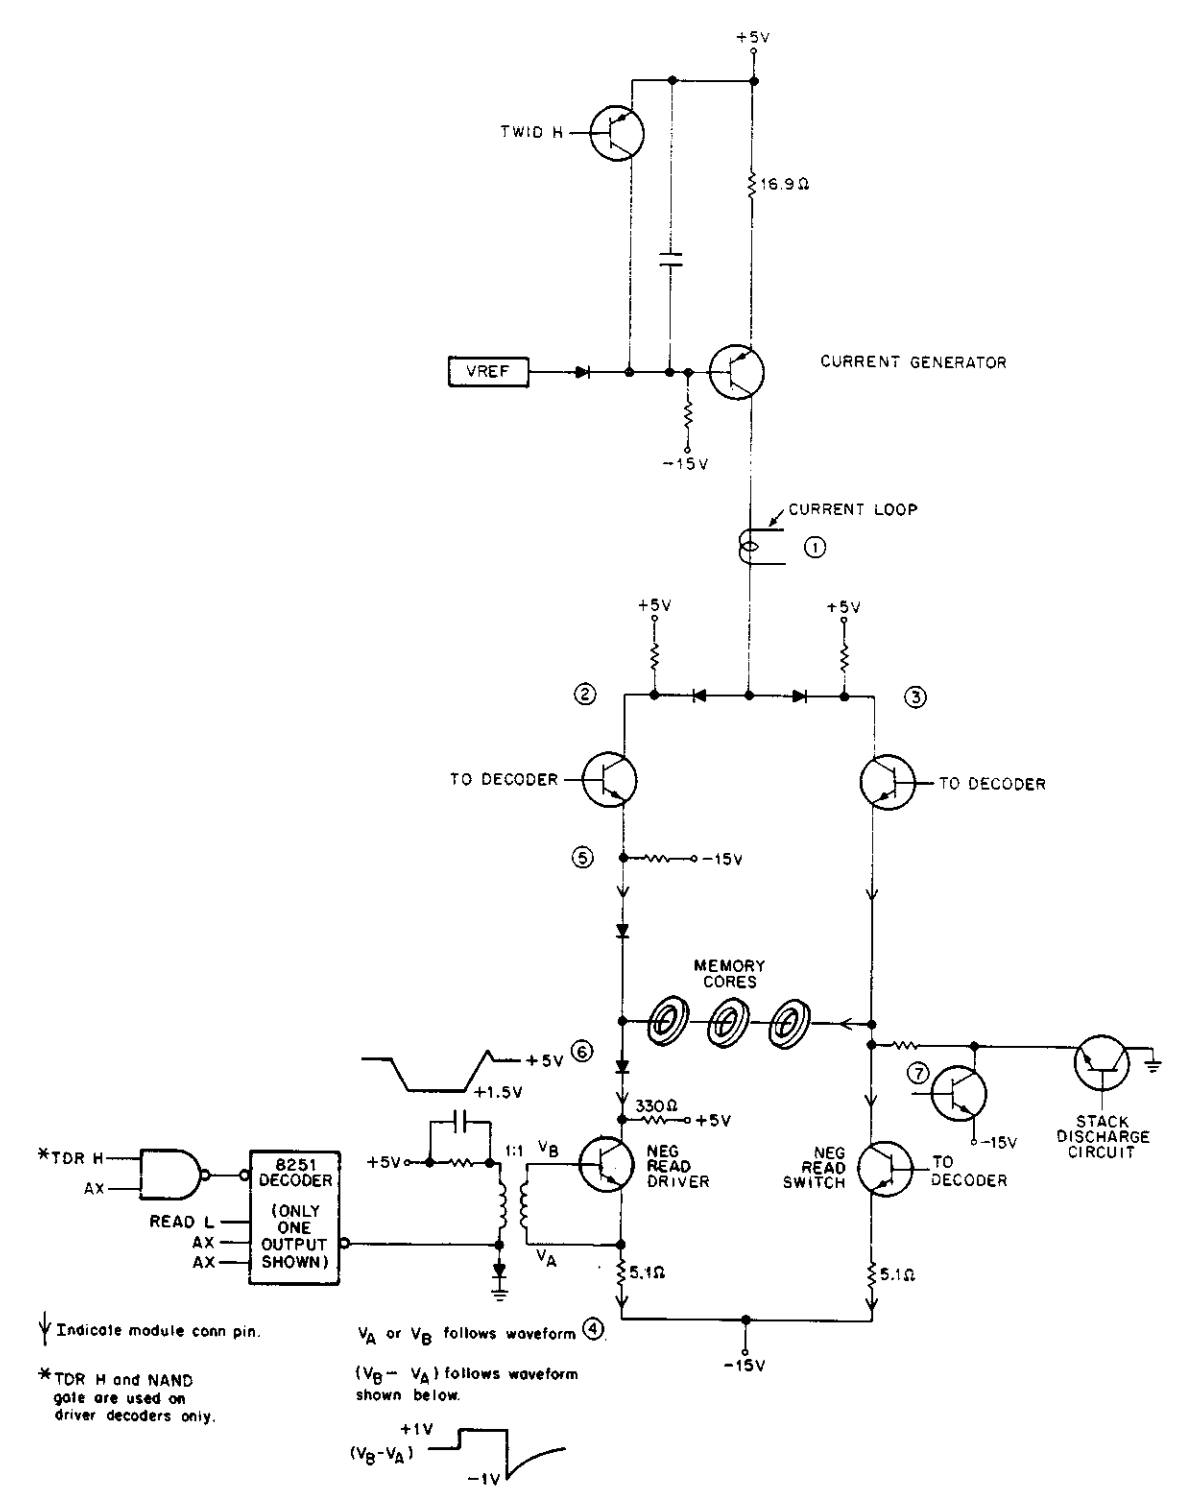 +5V
TWID H
16.9Ω
VREF
CURRENT GENERATOR
-15V
CURRENT LOOP
1
+5V
+5V
2
3
TO DECODER
TO DECODER
5
-15V
MEMORY
CORES
6
+5V
+1.5V
7
330Ω
+5V
-15V
STACK
DISCHARGE
CIRCUIT
*TDR H
AX
8251
DECODER
(ONLY
ONE
OUTPUT
SHOWN)
READ L
AX
AX
+5V
1:1
VB
VA
NEG
READ
DRIVER
NEG
READ
SWITCH
TO
DECODER
5.1Ω
5.1Ω
-15V
Indicate module conn pin.
*TDR H and NAND
gate are used on
driver decoders only.
VA or VB follows waveform 4.
(VB- VA) follows waveform
shown below.
+1V
(VB-VA)
-1V